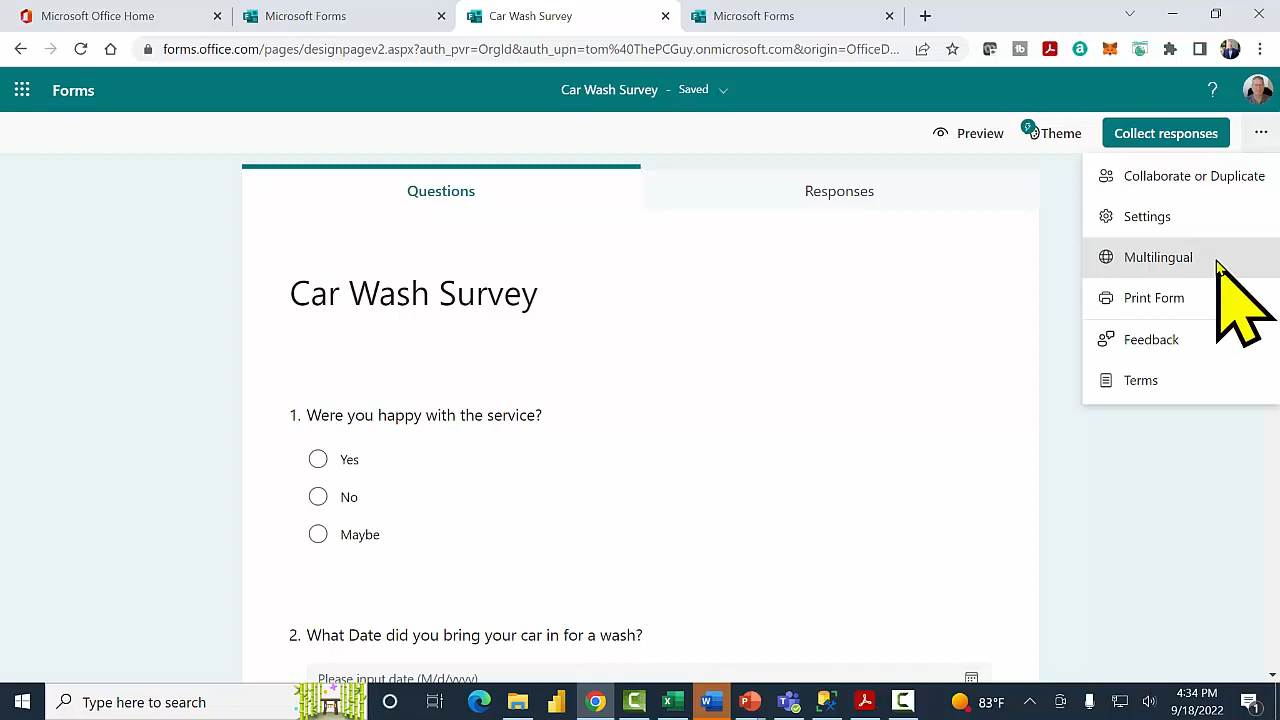 Microsoft Office Home
Microsoft Forms
Car Wash Survey
Microsoft Forms
forms.office.com/pages/designpagev2.aspx?auth_pvr=OrgId&auth_upn=tom%40ThePCGuy.onmicrosoft.com&origin=OfficeD...
Forms
Car Wash Survey - Saved
?
Preview
Theme
Collect responses
Questions
Responses
Collaborate or Duplicate
Settings
Multilingual
Print Form
Feedback
Terms
Car Wash Survey
1. Were you happy with the service?
Yes
No
Maybe
2. What Date did you bring your car in for a wash?
Please input date (M/d/yyyy)
Type here to search
83°F
4:34 PM
9/18/2022
1